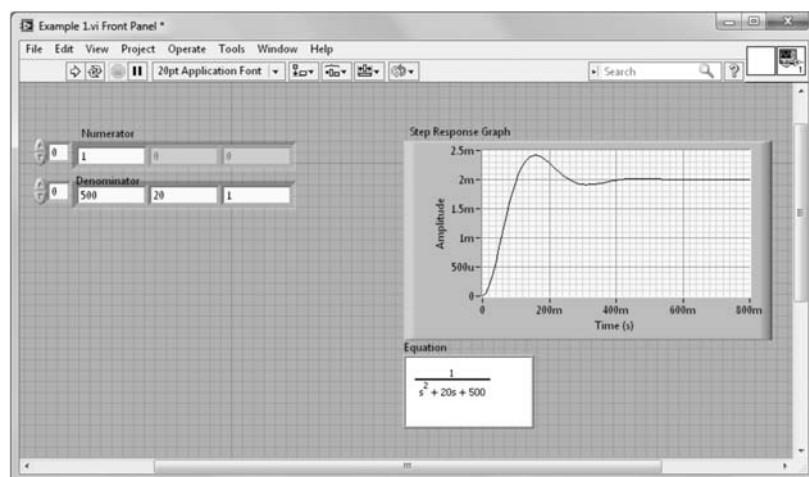 Example 1.vi Front Panel *
File Edit View Project Operate Tools Window Help
20pt Application Font
Search
?
1
Numerator
0 1 0 0
Denominator
0 500 20 1
Step Response Graph
Amplitude
2.5m
2m
1.5m
1m
500u
0
0 200m 400m 600m 800m
Time (s)
Equation
1
s2 + 20s + 500